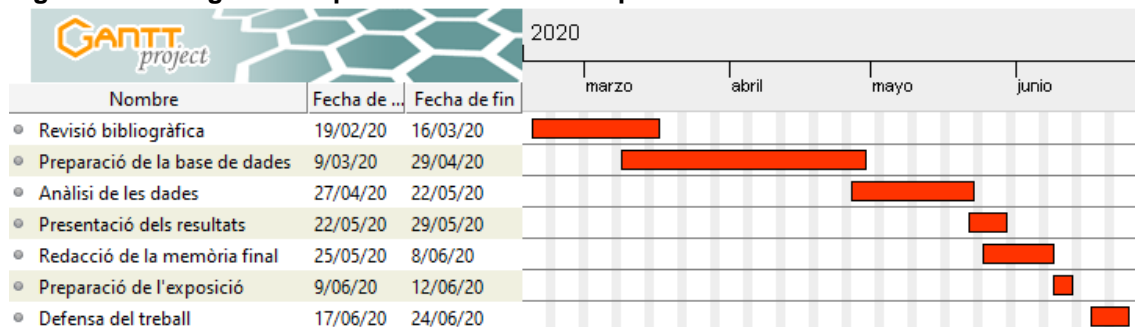 GANTT
project
2020
marzo abril mayo junio
Nombre Fecha de ... Fecha de fin
Revisió bibliogràfica 19/02/20 16/03/20
Preparació de la base de dades 9/03/20 29/04/20
Anàlisi de les dades 27/04/20 22/05/20
Presentació dels resultats 22/05/20 29/05/20
Redacció de la memòria final 25/05/20 8/06/20
Preparació de l'exposició 9/06/20 12/06/20
Defensa del treball 17/06/20 24/06/20